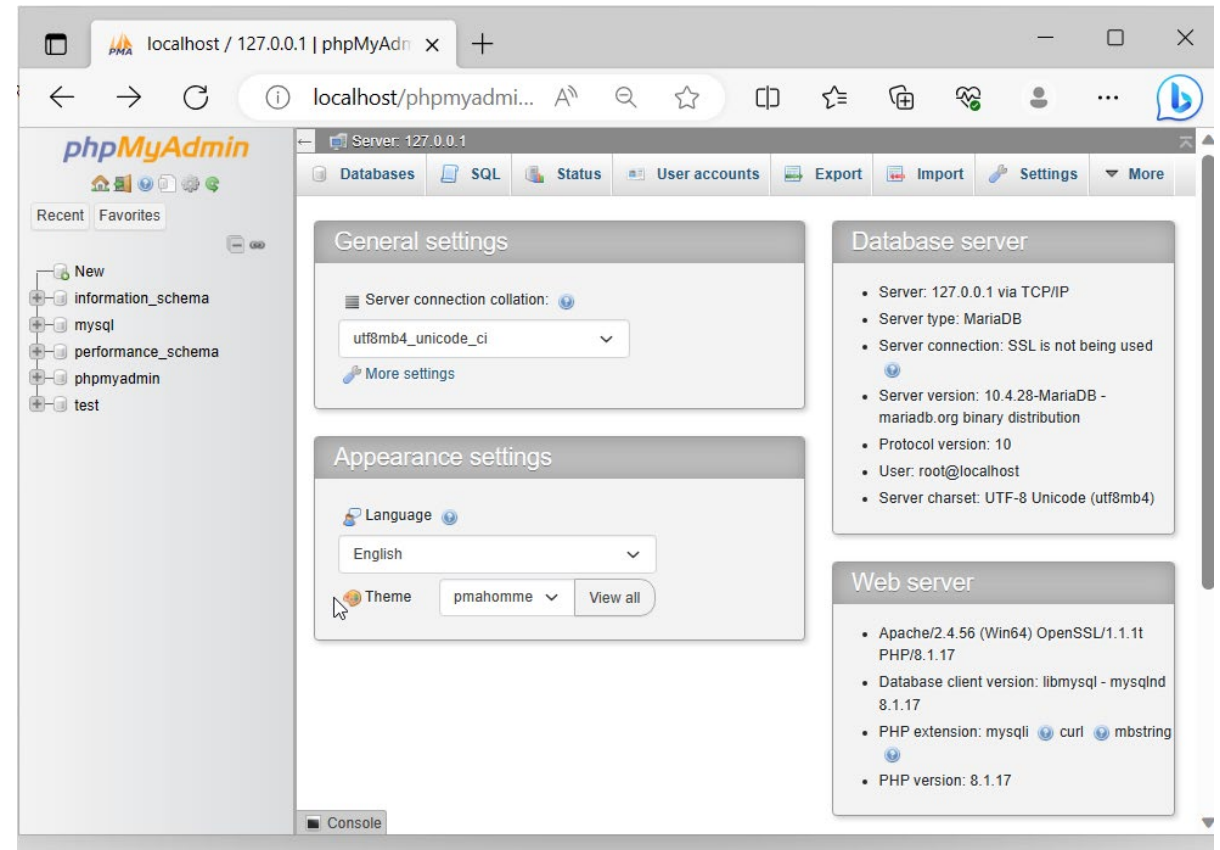 PMA localhost / 127.0.0.1 | phpMyAdm
localhost/phpmyadmi...
phpMyAdmin
Recent Favorites
New
information_schema
mysql
performance_schema
phpmyadmin
test
Server: 127.0.0.1
Databases SQL Status User accounts Export Import Settings More
General settings
Server connection collation:
utf8mb4_unicode_ci
More settings
Appearance settings
Language
English
Theme pmahomme View all
Database server
Server: 127.0.0.1 via TCP/IP
Server type: MariaDB
Server connection: SSL is not being used
Server version: 10.4.28-MariaDB -
mariadb.org binary distribution
Protocol version: 10
User: root@localhost
Server charset: UTF-8 Unicode (utf8mb4)
Web server
Apache/2.4.56 (Win64) OpenSSL/1.1.1t
PHP/8.1.17
Database client version: libmysql - mysqlnd
8.1.17
PHP extension: mysqli curl mbstring
PHP version: 8.1.17
Console